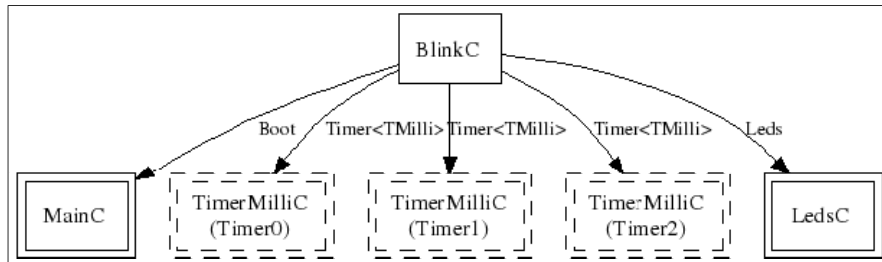 BlinkC
Boot
Timer<TMilli>
Timer<TMilli>
Timer<TMilli>
Leds
MainC
TimerMilliC
(Timer0)
TimerMilliC
(Timer1)
TimerMilliC
(Timer2)
LedsC